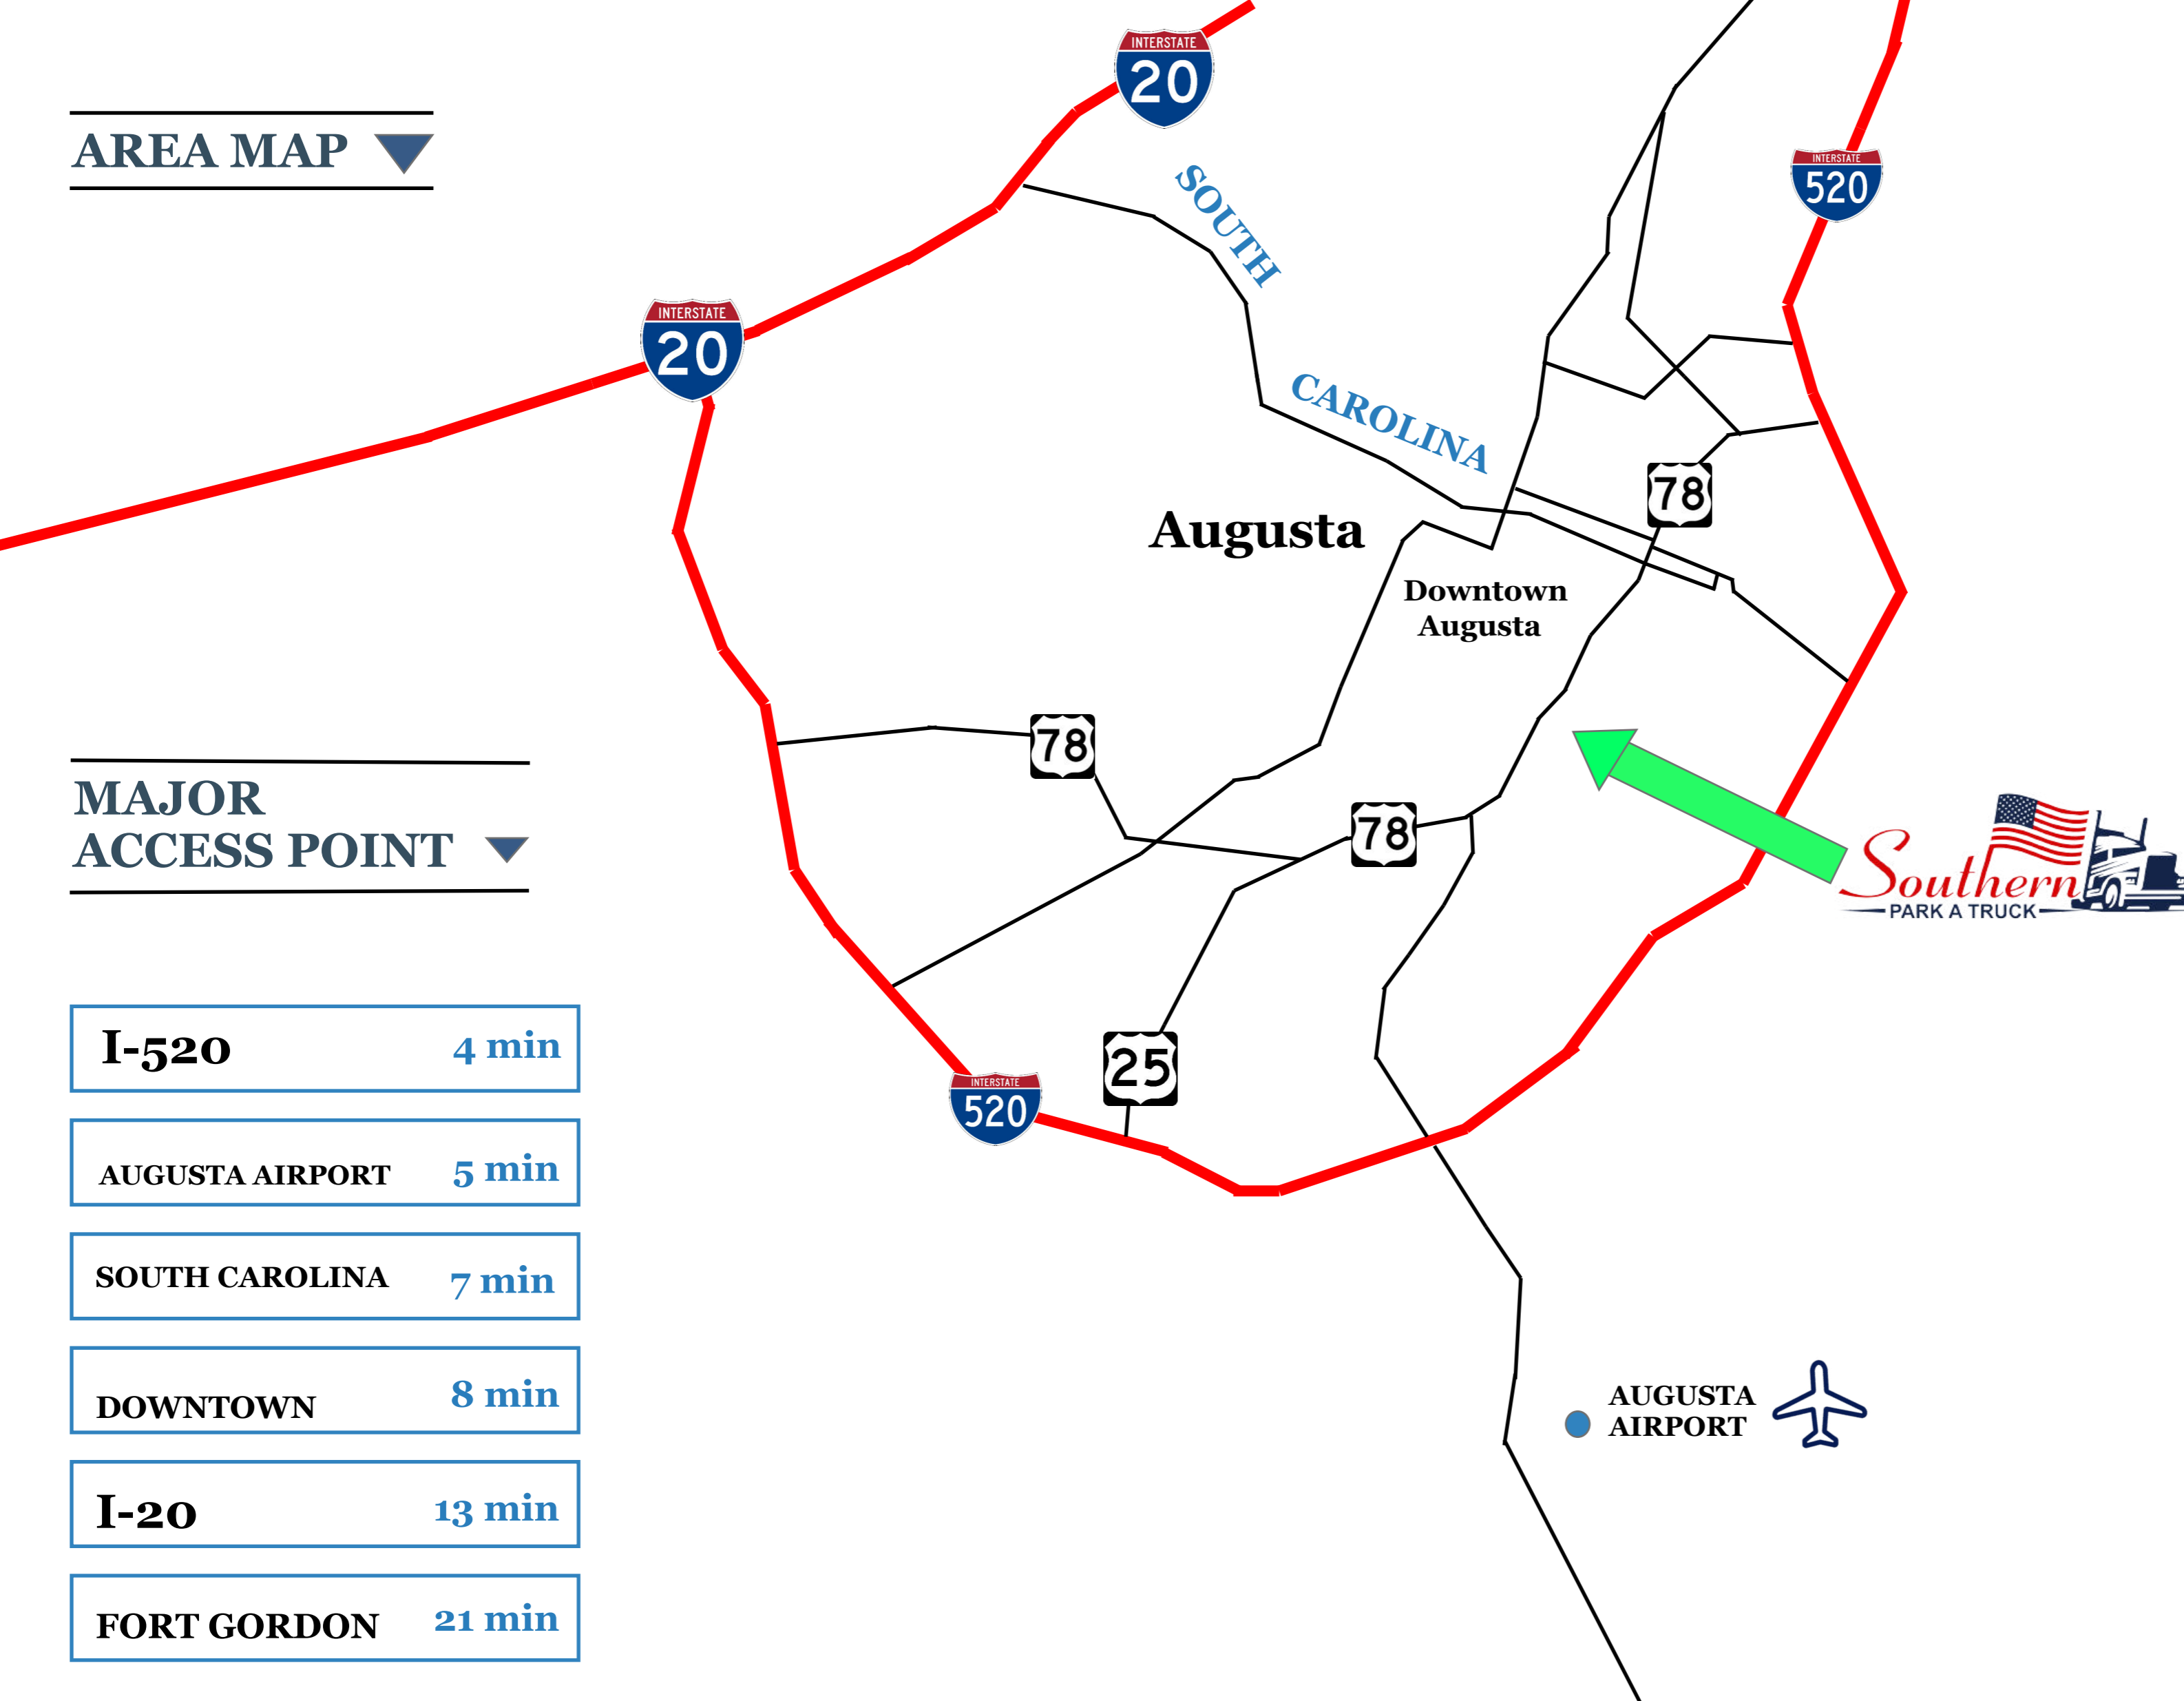 AREA MAP
INTERSTATE
20
INTERSTATE
20
INTERSTATE
520
SOUTH
CAROLINA
78
Augusta
Downtown
Augusta
78
78
Southern
PARK A TRUCK
25
INTERSTATE
520
AUGUSTA
AIRPORT
MAJOR
ACCESS POINT
I-520 4 min
AUGUSTA AIRPORT 5 min
SOUTH CAROLINA 7 min
DOWNTOWN 8 min
I-20 13 min
FORT GORDON 21 min